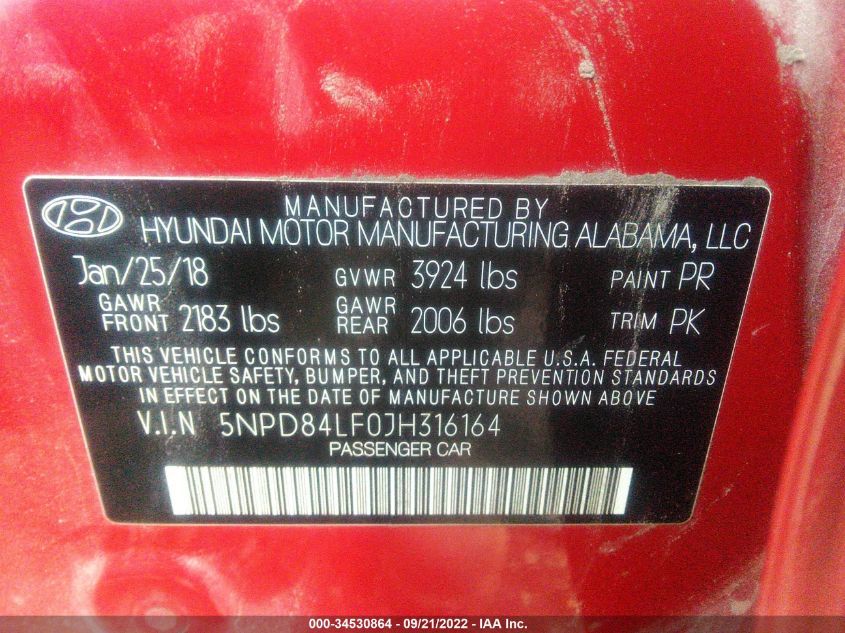 MANUFACTURED BY
HYUNDAI MOTOR MANUFACTURING ALABAMA, LLC
Jan/25/18 GVWR 3924 lbs PAINT PR
GAWR FRONT 2183 lbs GAWR REAR 2006 lbs TRIM PK
THIS VEHICLE CONFORMS TO ALL APPLICABLE U.S.A. FEDERAL
MOTOR VEHICLE SAFETY, BUMPER, AND THEFT PREVENTION STANDARDS
IN EFFECT ON THE DATE OF MANUFACTURE SHOWN ABOVE
V.I.N 5NPD84LF0JH316164
PASSENGER CAR
000-34530864 - 09/21/2022 - IAA Inc.